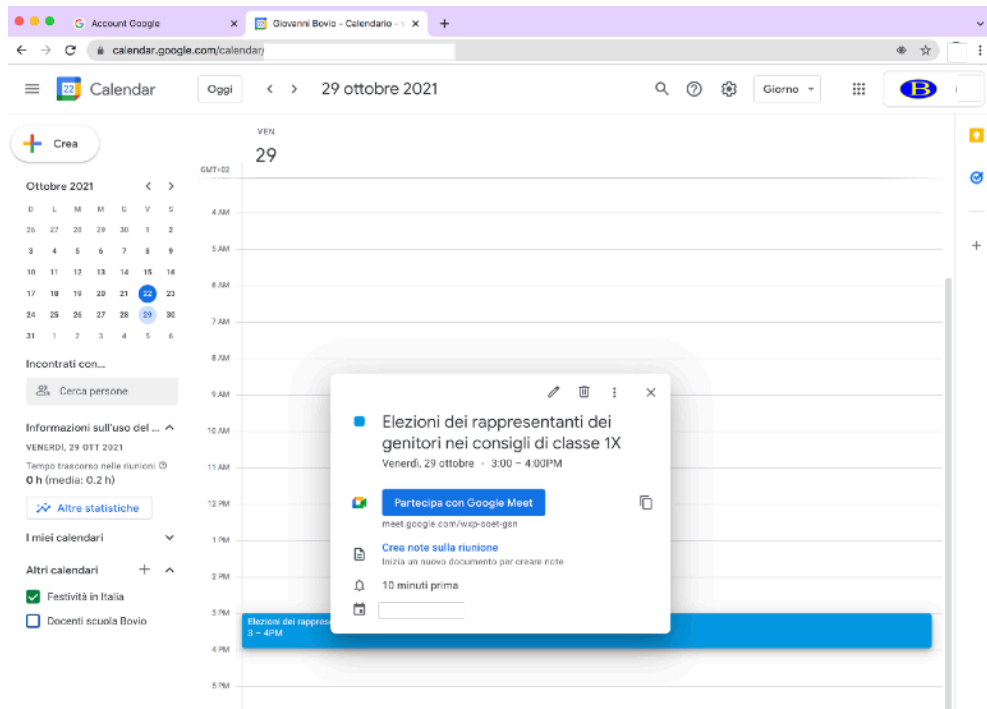 Account Google
Giovanni Bovio - Calendario - v
calendar.google.com/calendar/
22 Calendar
Oggi
29 ottobre 2021
Giorno
B
Crea
VEN
29
GMT+02
Ottobre 2021
D L M M G V S
26 27 28 29 30 1 2
3 4 5 6 7 8 9
10 11 12 13 14 15 16
17 18 19 20 21 22 23
24 25 26 27 28 29 30
31 1 2 3 4 5 6
Incontrati con...
Cerca persone
Informazioni sull'uso del ...
VENERDÌ, 29 OTT 2021
Tempo trascorso nelle riunioni
0 h (media: 0.2 h)
Altre statistiche
I miei calendari
Altri calendari
Festività in Italia
Docenti scuola Bovio
4 AM
5 AM
6 AM
7 AM
8 AM
9 AM
10 AM
11 AM
12 PM
1 PM
2 PM
3 PM
4 PM
5 PM
Elezioni dei rappres
3 – 4PM
Elezioni dei rappresentanti dei
genitori nei consigli di classe 1X
Venerdì, 29 ottobre · 3:00 – 4:00PM
Partecipa con Google Meet
meet.google.com/wxp-ooet-gsn
Crea note sulla riunione
Inizia un nuovo documento per creare note
10 minuti prima